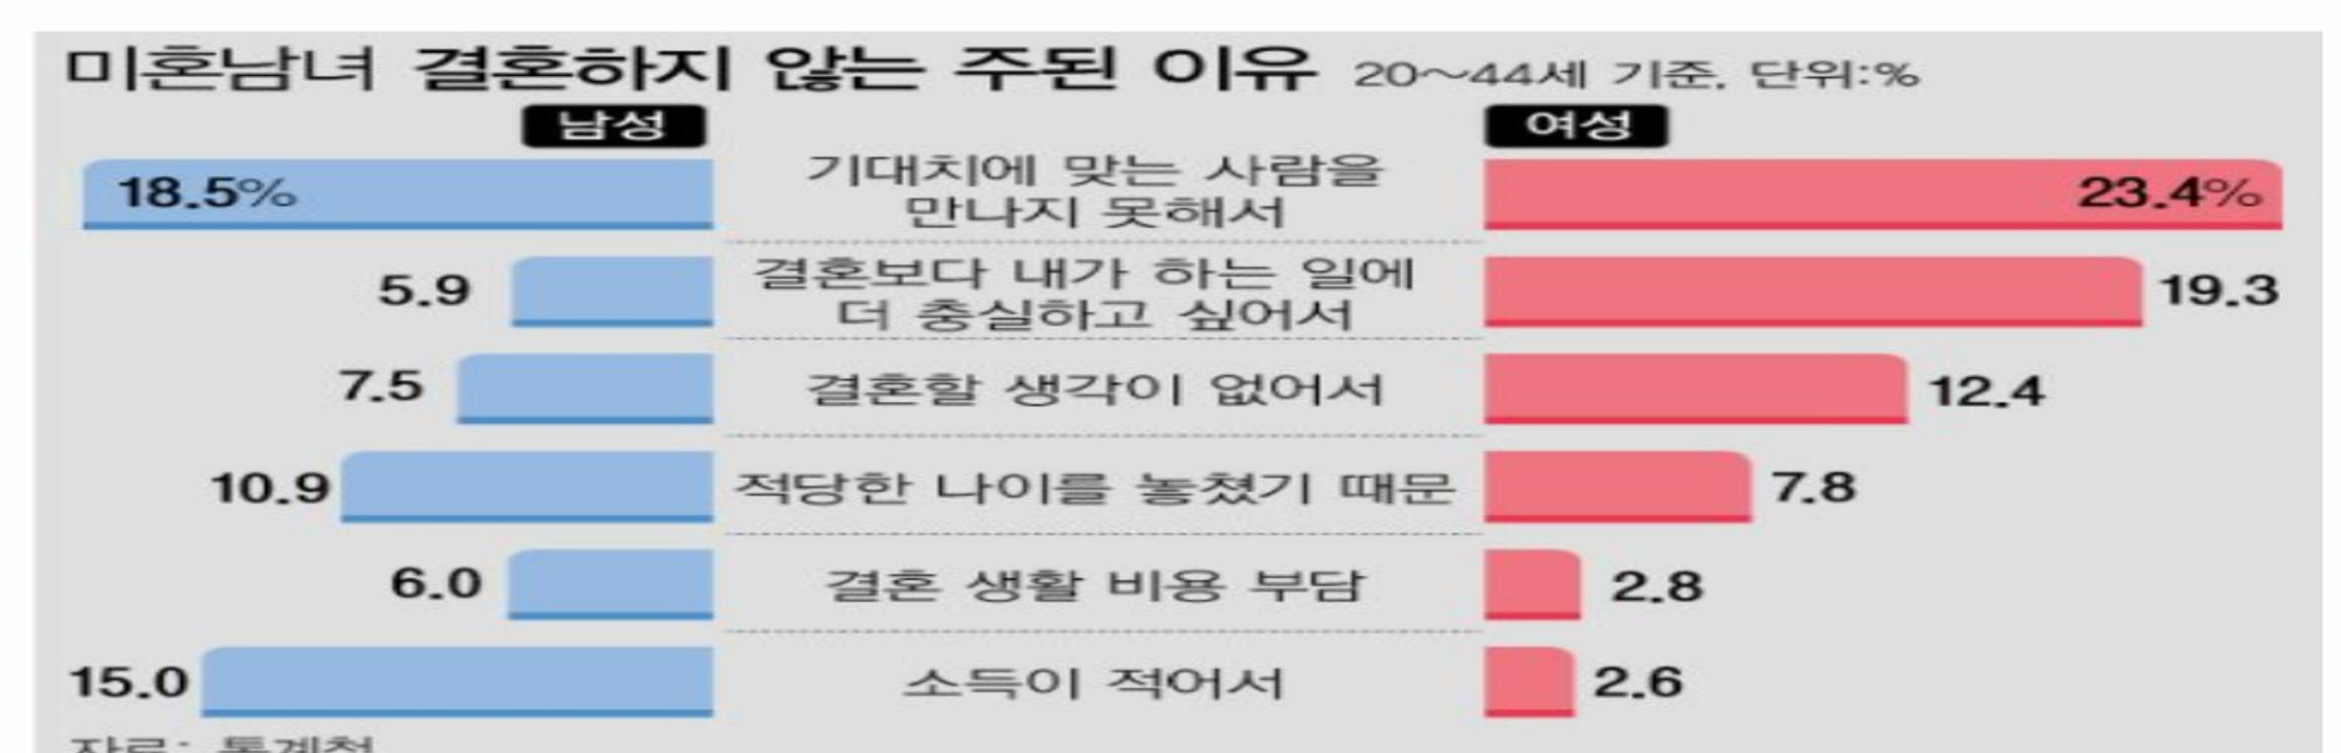 미혼남녀 결혼하지 않는 주된 이유 20~44세 기준, 단위:%
남성 여성
18.5% 기대치에 맞는 사람을 23.4%
만나지 못해서
5.9 결혼보다 내가 하는 일에 19.3
더 충실하고 싶어서
7.5 결혼할 생각이 없어서 12.4
10.9 적당한 나이를 놓쳤기 때문 7.8
6.0 결혼 생활 비용 부담 2.8
15.0 소득이 적어서 2.6
자료: 통계청